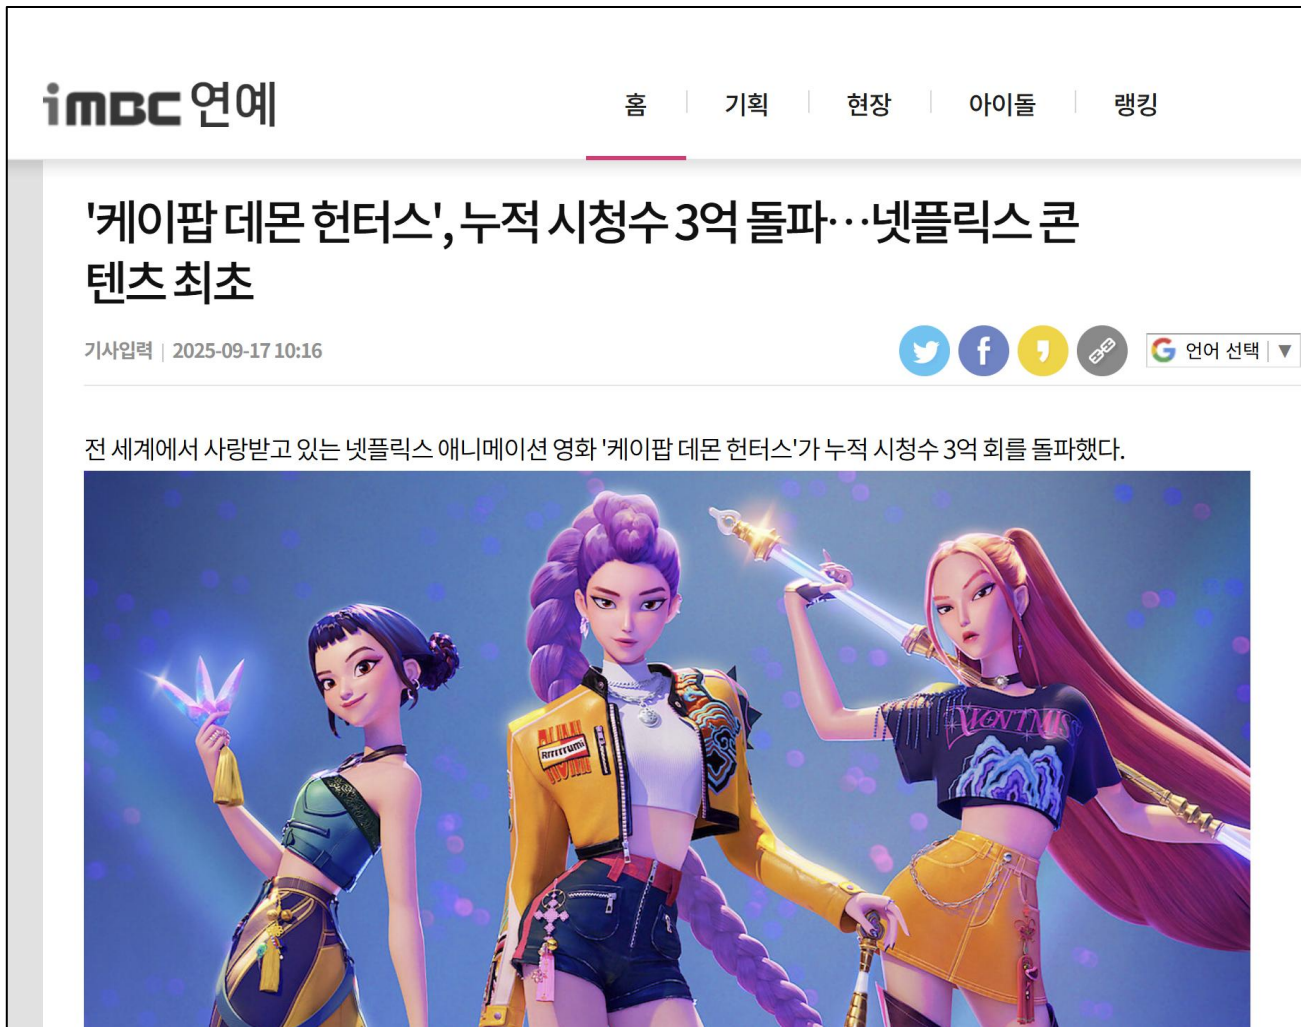 iMBC 연예
홈 기획 현장 아이돌 랭킹
'케이팝 데몬 헌터스', 누적 시청수 3억 돌파…넷플릭스 콘
텐츠 최초
기사입력 | 2025-09-17 10:16
언어 선택 | ▼
전 세계에서 사랑받고 있는 넷플릭스 애니메이션 영화 '케이팝 데몬 헌터스'가 누적 시청수 3억 회를 돌파했다.